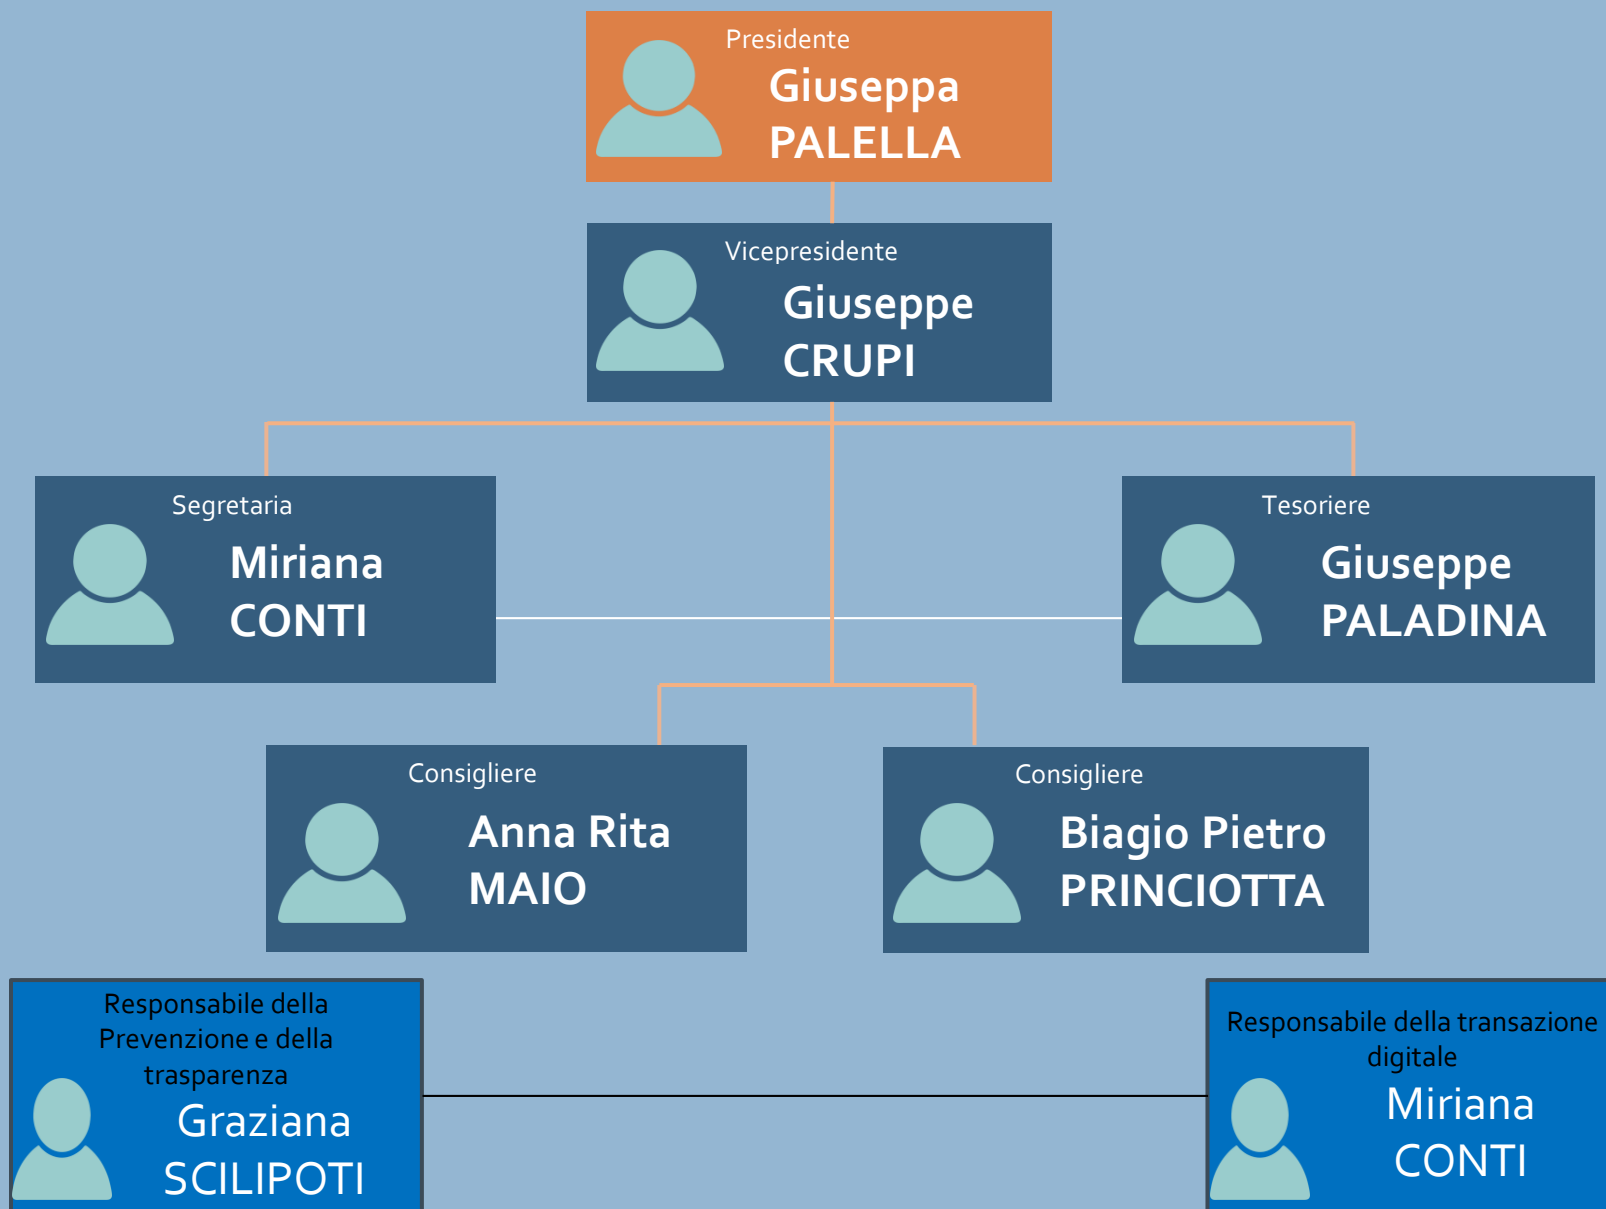 Presidente
Giuseppa
PALELLA
Vicepresidente
Giuseppe
CRUPI
Segretaria
Miriana
CONTI
Tesoriere
Giuseppe
PALADINA
Consigliere
Anna Rita
MAIO
Consigliere
Biagio Pietro
PRINCIOTTA
Responsabile della
Prevenzione e della
trasparenza
Graziana
SCILIPOTI
Responsabile della transazione
digitale
Miriana
CONTI